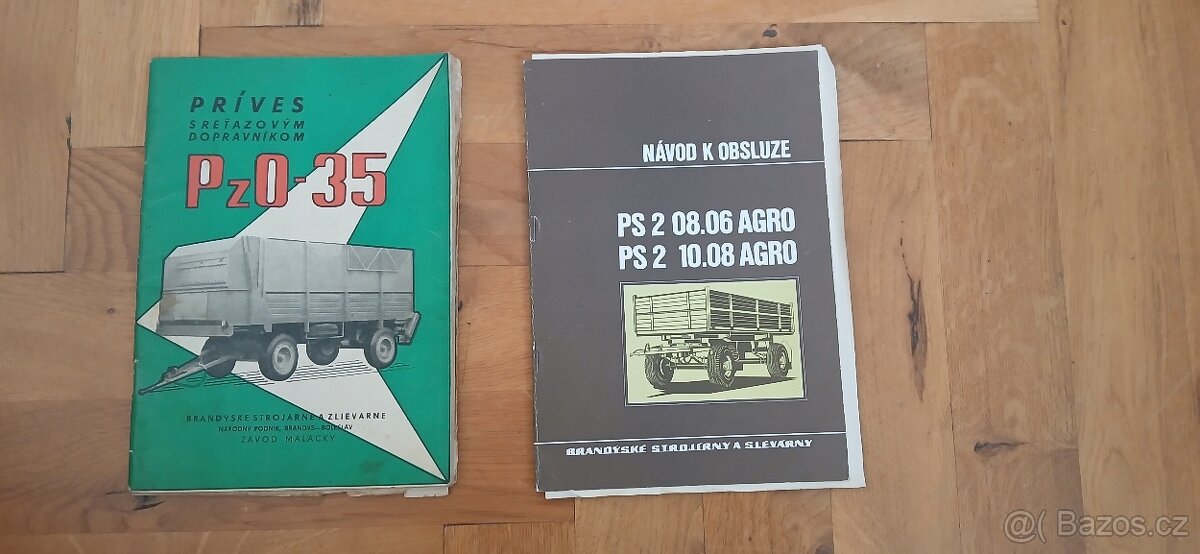 PRÍVES
S REŤAZOVÝM
DOPRAVNÍKOM
PzO-35
BRANDÝSKE STROJÁRNE A ZLIEVARNE
NÁRODNÝ PODNIK, BRANDÝS—BOLESLAV
ZÁVOD MALACKY
NÁVOD K OBSLUZE
PS 2 08.06 AGRO
PS 2 10.08 AGRO
BRANDÝSKÉ STROJÍRNY A SLÉVÁRNY
@( Bazos.cz